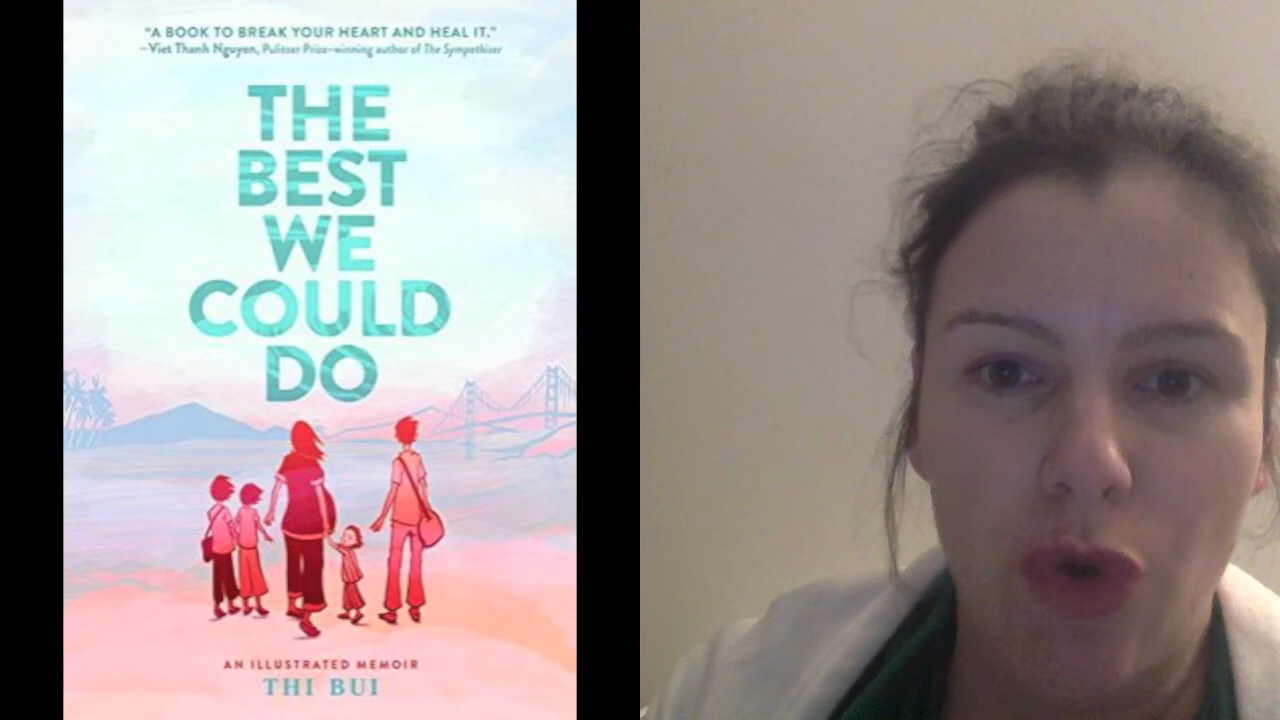 "A BOOK TO BREAK YOUR HEART AND HEAL IT."
—Viet Thanh Nguyen, Pulitzer Prize–winning author of The Sympathizer
THE
BEST
WE
COULD
DO
AN ILLUSTRATED MEMOIR
THI BUI